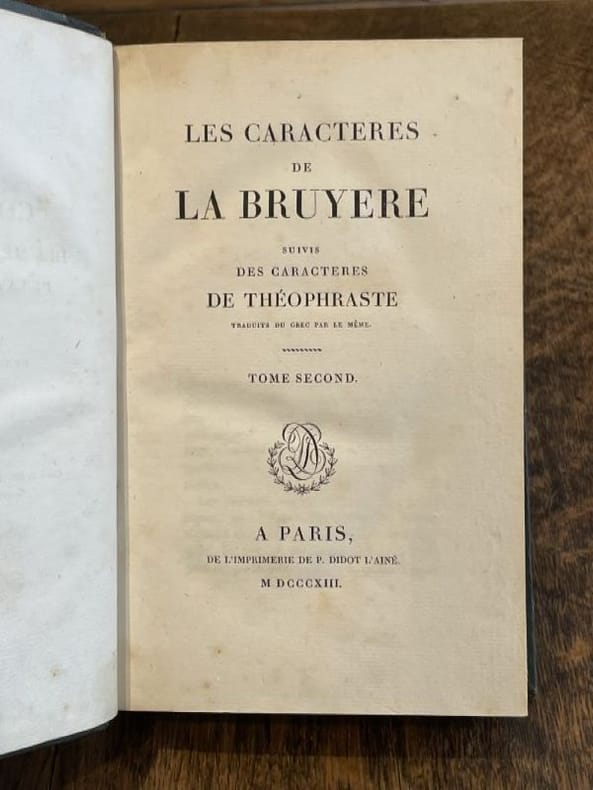 LES CARACTERES
DE
LA BRUYERE
SUIVIS
DES CARACTERES
DE THÉOPHRASTE
TRADUITS DU GREC PAR LE MÊME.
TOME SECOND.
A PARIS,
DE L'IMPRIMERIE DE P. DIDOT L'AINÉ.
M DCCCXIII.